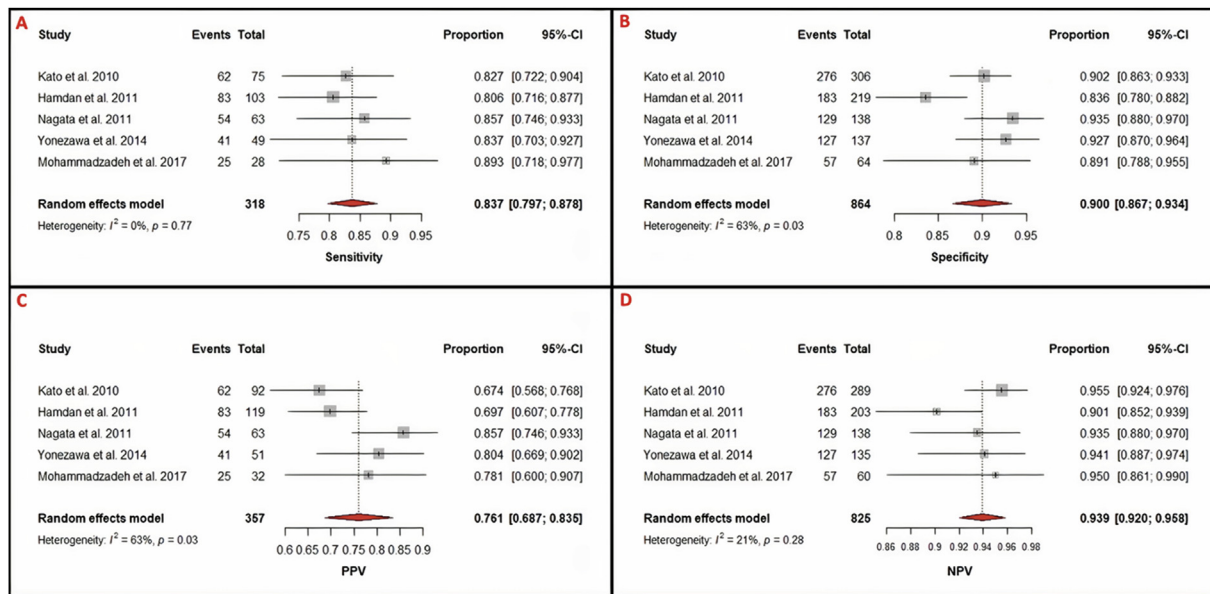 A
Study Events Total Proportion 95%-CI
Kato et al. 2010 62 75 0.827 [0.722; 0.904]
Hamdan et al. 2011 83 103 0.806 [0.716; 0.877]
Nagata et al. 2011 54 63 0.857 [0.746; 0.933]
Yonezawa et al. 2014 41 49 0.837 [0.703; 0.927]
Mohammadzadeh et al. 2017 25 28 0.893 [0.718; 0.977]
Random effects model 318 0.837 [0.797; 0.878]
Heterogeneity: I² = 0%, p = 0.77
0.75 0.8 0.85 0.9 0.95
Sensitivity
B
Study Events Total Proportion 95%-CI
Kato et al. 2010 276 306 0.902 [0.863; 0.933]
Hamdan et al. 2011 183 219 0.836 [0.780; 0.882]
Nagata et al. 2011 129 138 0.935 [0.880; 0.970]
Yonezawa et al. 2014 127 137 0.927 [0.870; 0.964]
Mohammadzadeh et al. 2017 57 64 0.891 [0.788; 0.955]
Random effects model 864 0.900 [0.867; 0.934]
Heterogeneity: I² = 63%, p = 0.03
0.8 0.85 0.9 0.95
Specificity
C
Study Events Total Proportion 95%-CI
Kato et al. 2010 62 92 0.674 [0.568; 0.768]
Hamdan et al. 2011 83 119 0.697 [0.607; 0.778]
Nagata et al. 2011 54 63 0.857 [0.746; 0.933]
Yonezawa et al. 2014 41 51 0.804 [0.669; 0.902]
Mohammadzadeh et al. 2017 25 32 0.781 [0.600; 0.907]
Random effects model 357 0.761 [0.687; 0.835]
Heterogeneity: I² = 63%, p = 0.03
0.6 0.65 0.7 0.75 0.8 0.85 0.9
PPV
D
Study Events Total Proportion 95%-CI
Kato et al. 2010 276 289 0.955 [0.924; 0.976]
Hamdan et al. 2011 183 203 0.901 [0.852; 0.939]
Nagata et al. 2011 129 138 0.935 [0.880; 0.970]
Yonezawa et al. 2014 127 135 0.941 [0.887; 0.974]
Mohammadzadeh et al. 2017 57 60 0.950 [0.861; 0.990]
Random effects model 825 0.939 [0.920; 0.958]
Heterogeneity: I² = 21%, p = 0.28
0.86 0.88 0.9 0.92 0.94 0.96 0.98
NPV